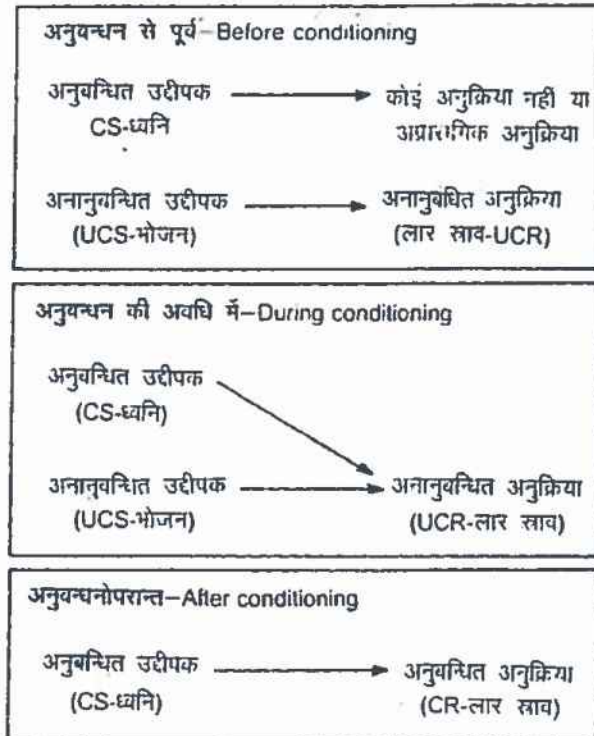 अनुबन्धन से पूर्व–Before conditioning
अनुबन्धित उद्दीपक कोई अनुक्रिया नहीं या
CS-ध्वनि अप्रासंगिक अनुक्रिया
अनानुबन्धित उद्दीपक अनानुबंधित अनुक्रिया
(UCS-भोजन) (लार स्राव-UCR)
अनुबन्धन की अवधि में–During conditioning
अनुबन्धित उद्दीपक
(CS-ध्वनि)
अनानुबन्धित उद्दीपक अनानुबन्धित अनुक्रिया
(UCS-भोजन) (UCR-लार स्राव)
अनुबन्धनोपरान्त–After conditioning
अनुबन्धित उद्दीपक अनुबन्धित अनुक्रिया
(CS-ध्वनि) (CR-लार स्राव)